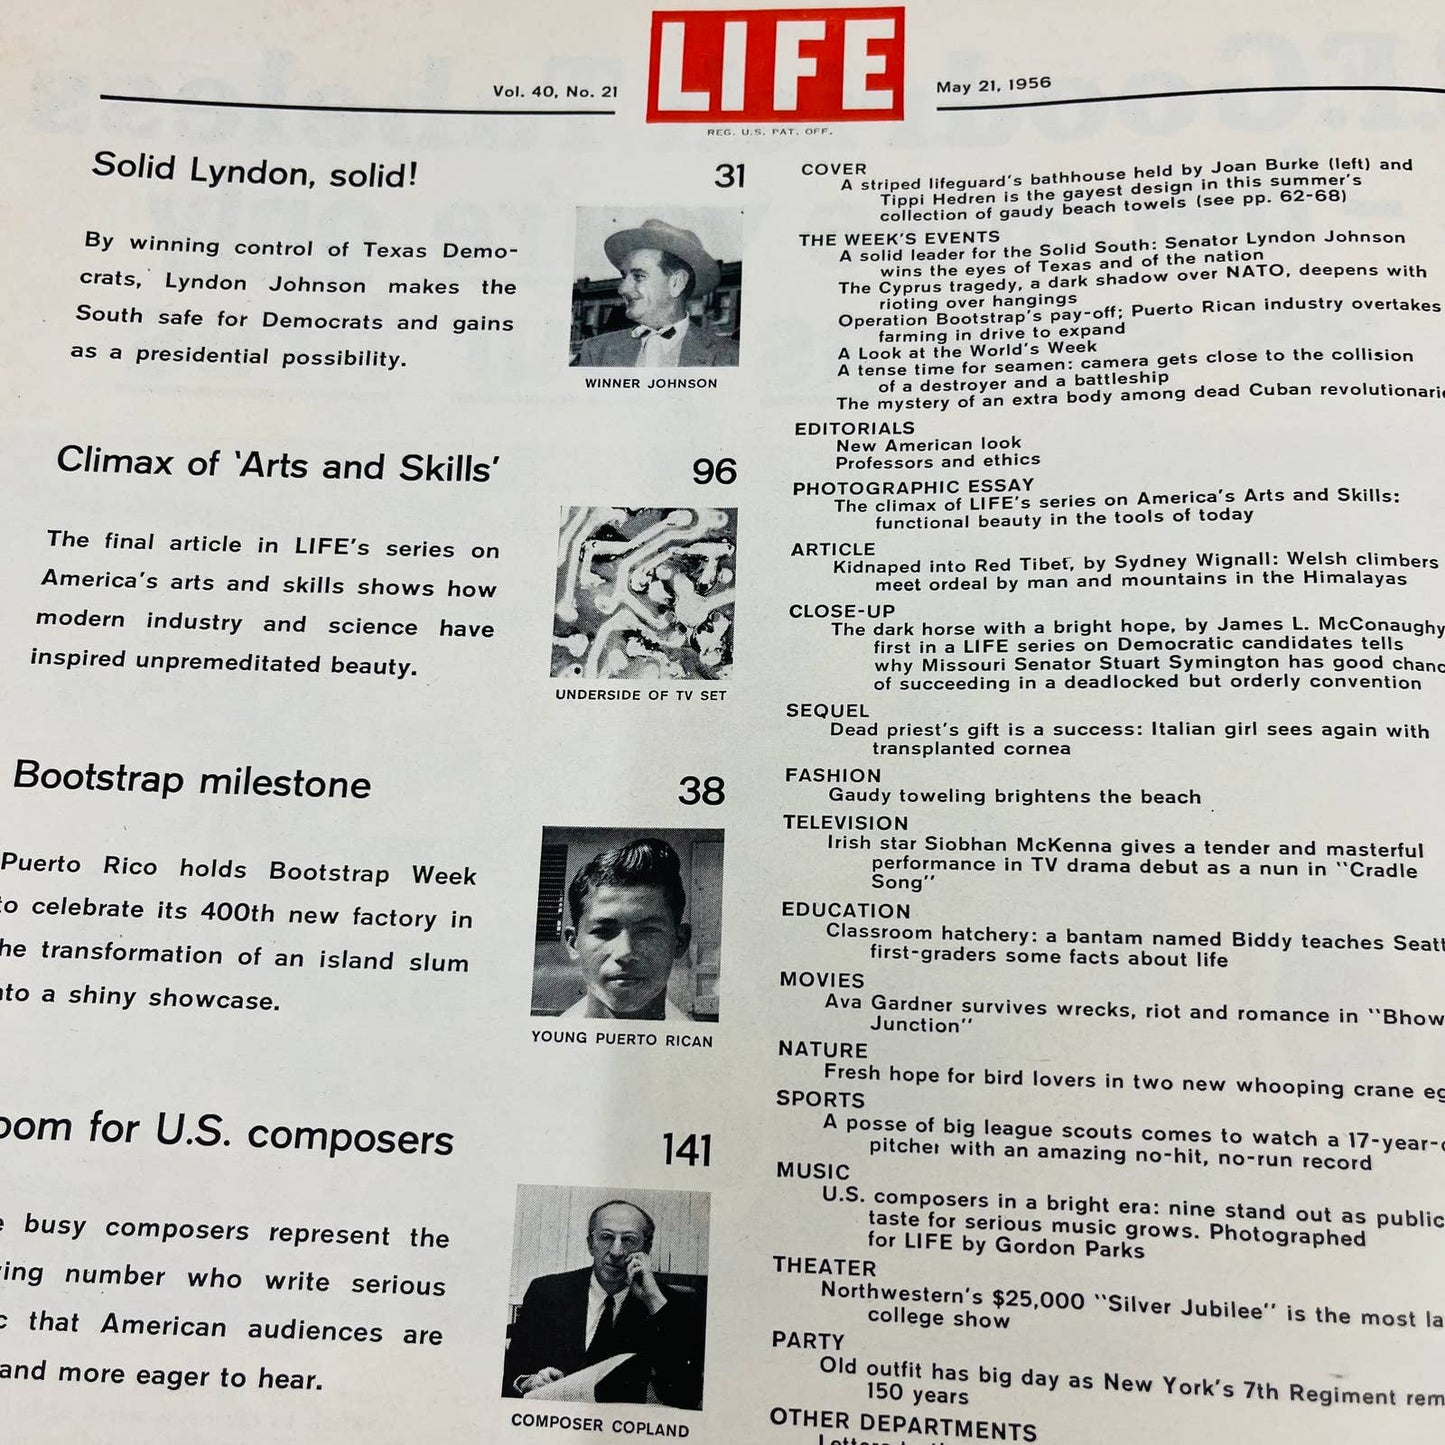 Vol. 40, No. 21
LIFE
May 21, 1956
REG. U.S. PAT. OFF.
Solid Lyndon, solid!
31
By winning control of Texas Demo-
crats, Lyndon Johnson makes the
South safe for Democrats and gains
as a presidential possibility.
WINNER JOHNSON
Climax of 'Arts and Skills'
96
The final article in LIFE's series on
America's arts and skills shows how
modern industry and science have
inspired unpremeditated beauty.
UNDERSIDE OF TV SET
Bootstrap milestone
38
Puerto Rico holds Bootstrap Week
to celebrate its 400th new factory in
he transformation of an island slum
nto a shiny showcase.
YOUNG PUERTO RICAN
oom for U.S. composers
141
busy composers represent the
ing number who write serious
that American audiences are
and more eager to hear.
COMPOSER COPLAND
COVER
A striped lifeguard's bathhouse held by Joan Burke (left) and
Tippi Hedren is the gayest design in this summer's
collection of gaudy beach towels (see pp. 62-68)
THE WEEK'S EVENTS
A solid leader for the Solid South: Senator Lyndon Johnson
wins the eyes of Texas and of the nation
The Cyprus tragedy, a dark shadow over NATO, deepens with
rioting over hangings
Operation Bootstrap's pay-off; Puerto Rican industry overtakes
farming in drive to expand
A Look at the World's Week
A tense time for seamen: camera gets close to the collision
of a destroyer and a battleship
The mystery of an extra body among dead Cuban revolutionarie
EDITORIALS
New American look
Professors and ethics
PHOTOGRAPHIC ESSAY
The climax of LIFE's series on America's Arts and Skills:
functional beauty in the tools of today
ARTICLE
Kidnaped into Red Tibet, by Sydney Wignall: Welsh climbers
meet ordeal by man and mountains in the Himalayas
CLOSE-UP
The dark horse with a bright hope, by James L. McConaughy
first in a LIFE series on Democratic candidates tells
why Missouri Senator Stuart Symington has good chanc
of succeeding in a deadlocked but orderly convention
SEQUEL
Dead priest's gift is a success: Italian girl sees again with
transplanted cornea
FASHION
Gaudy toweling brightens the beach
TELEVISION
Irish star Siobhan McKenna gives a tender and masterful
performance in TV drama debut as a nun in "Cradle
Song"
EDUCATION
Classroom hatchery: a bantam named Biddy teaches Seatt
first-graders some facts about life
MOVIES
Ava Gardner survives wrecks, riot and romance in "Bhow
Junction"
NATURE
Fresh hope for bird lovers in two new whooping crane eg
SPORTS
A posse of big league scouts comes to watch a 17-year-o
pitcher with an amazing no-hit, no-run record
MUSIC
U.S. composers in a bright era: nine stand out as public
taste for serious music grows. Photographed
for LIFE by Gordon Parks
THEATER
Northwestern's $25,000 "Silver Jubilee" is the most la
college show
PARTY
Old outfit has big day as New York's 7th Regiment rem
150 years
OTHER DEPARTMENTS